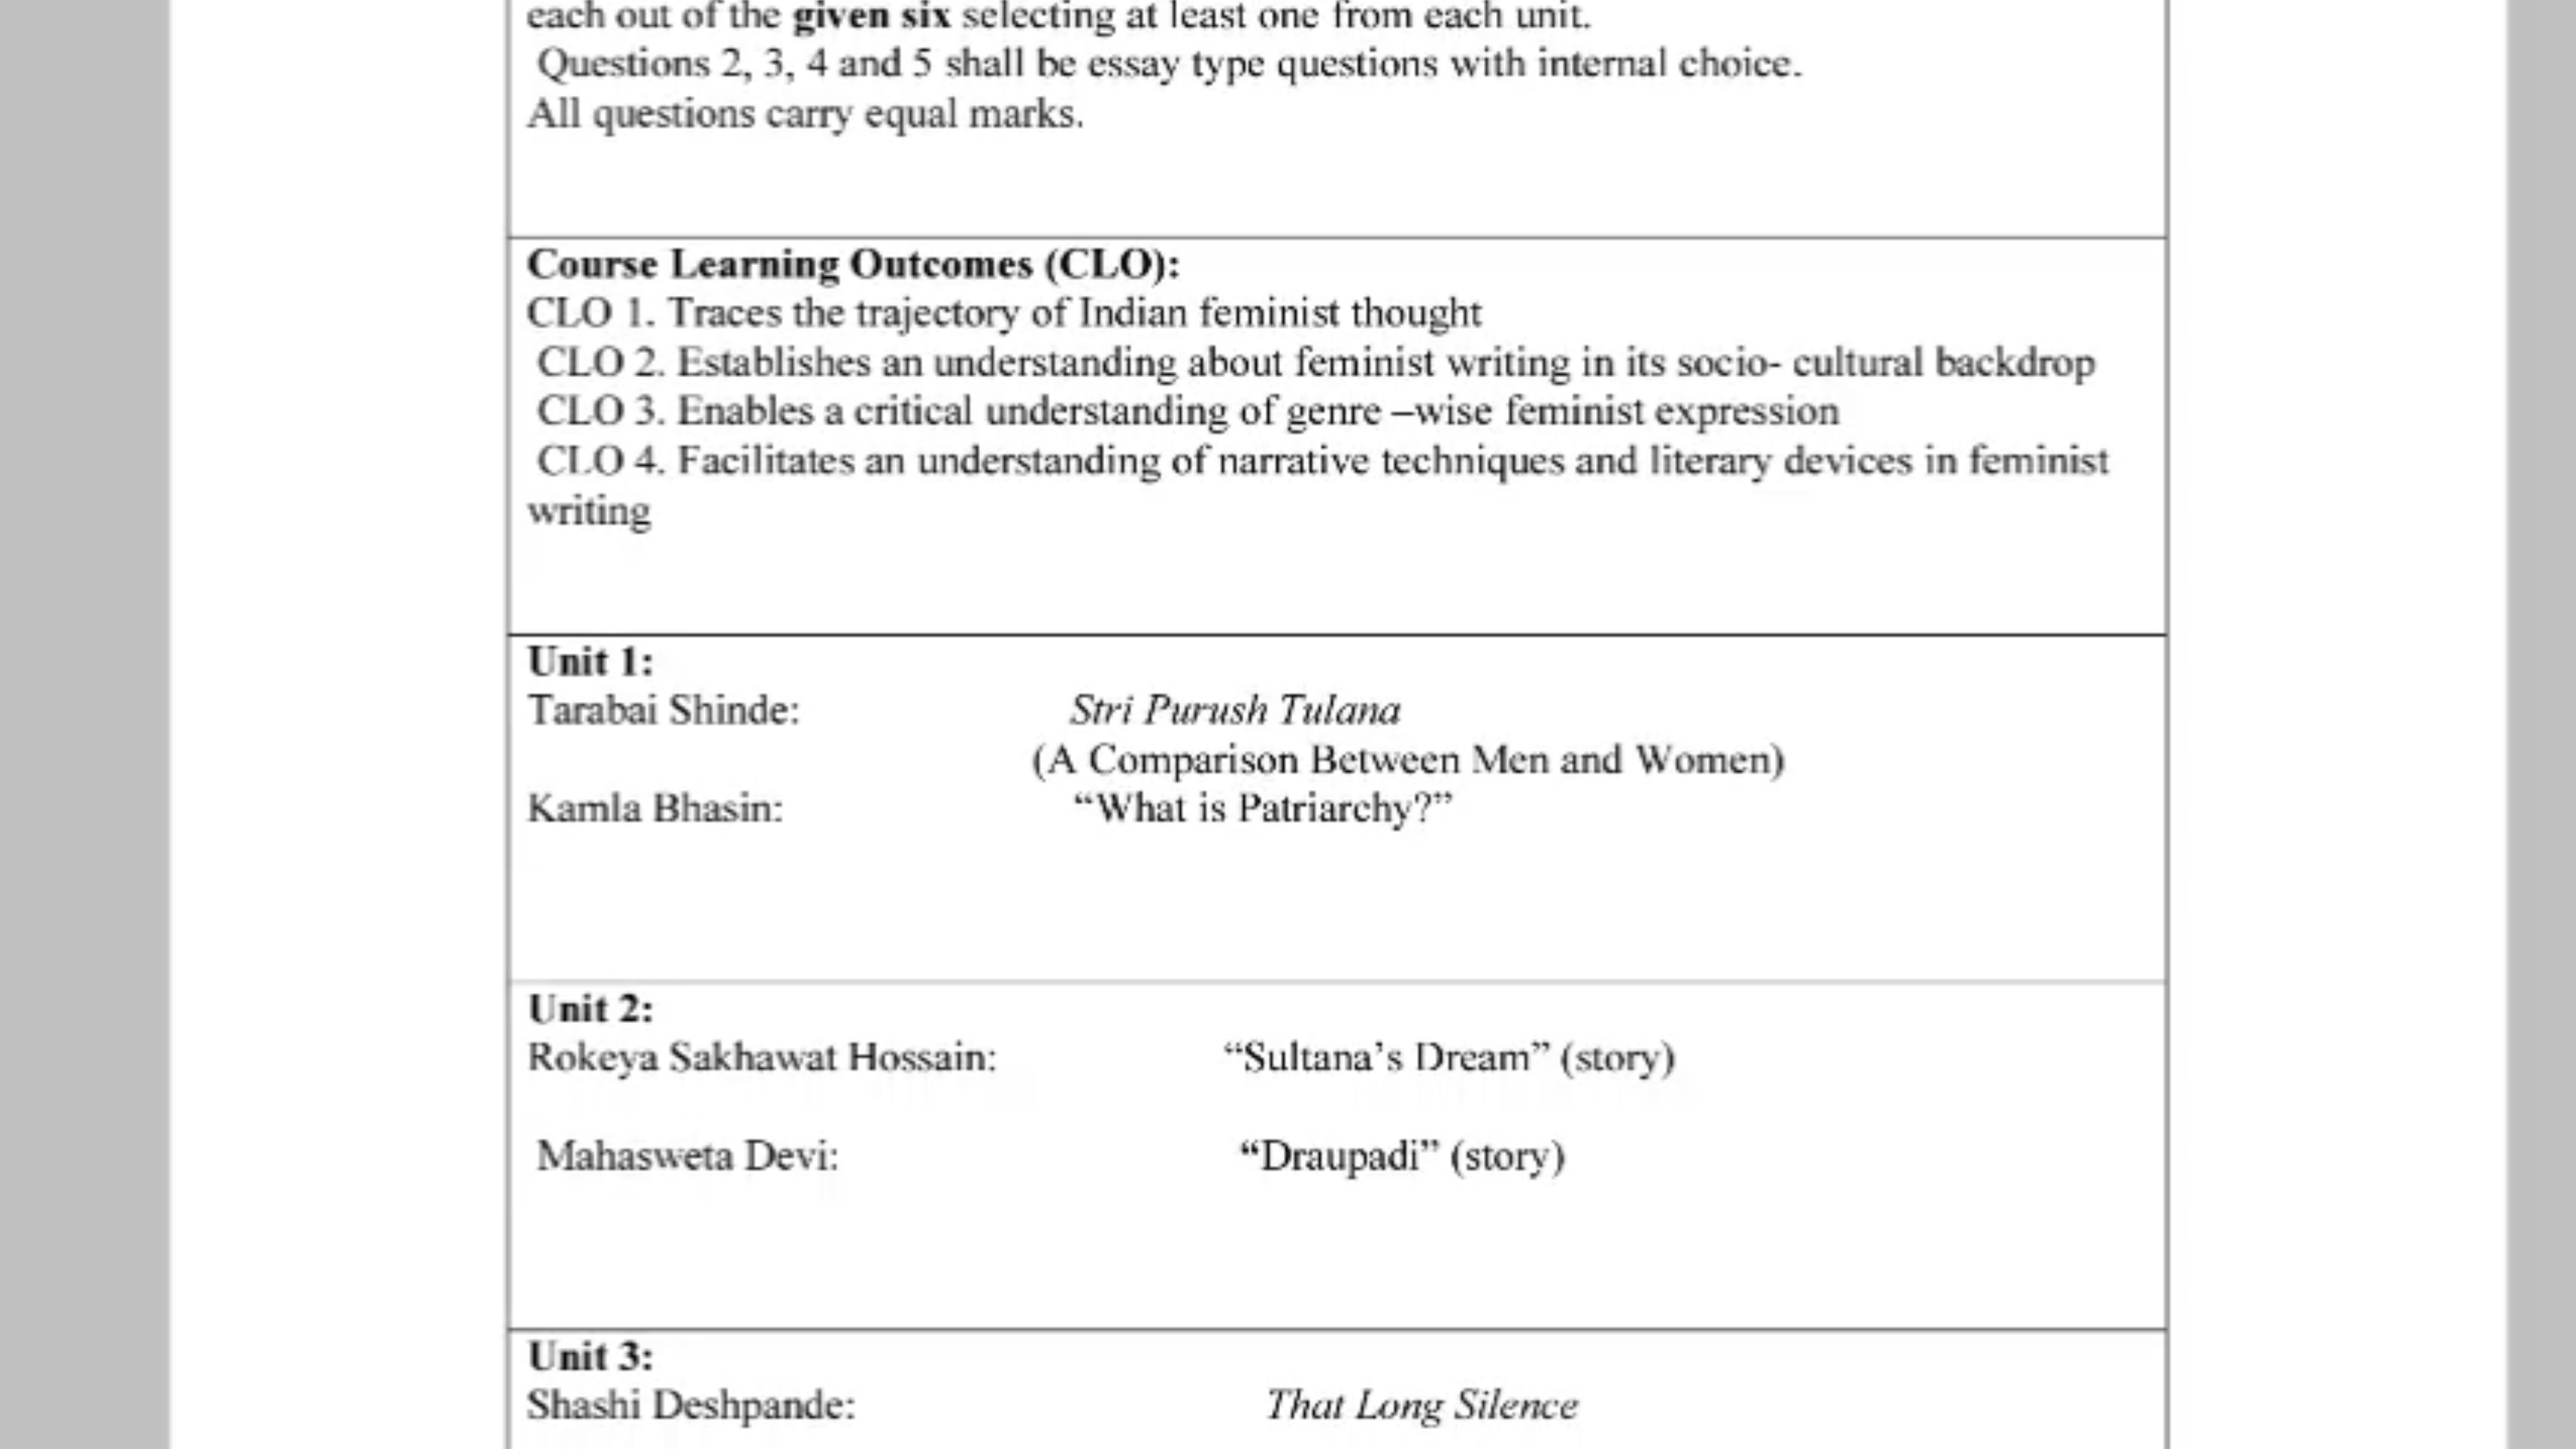 each out of the given six selecting at least one from each unit.
Questions 2, 3, 4 and 5 shall be essay type questions with internal choice.
All questions carry equal marks.
Course Learning Outcomes (CLO):
CLO 1. Traces the trajectory of Indian feminist thought
CLO 2. Establishes an understanding about feminist writing in its socio- cultural backdrop
CLO 3. Enables a critical understanding of genre –wise feminist expression
CLO 4. Facilitates an understanding of narrative techniques and literary devices in feminist
writing
Unit 1:
Tarabai Shinde: Stri Purush Tulana
(A Comparison Between Men and Women)
Kamla Bhasin: “What is Patriarchy?”
Unit 2:
Rokeya Sakhawat Hossain: “Sultana’s Dream” (story)
Mahasweta Devi: “Draupadi” (story)
Unit 3:
Shashi Deshpande: That Long Silence